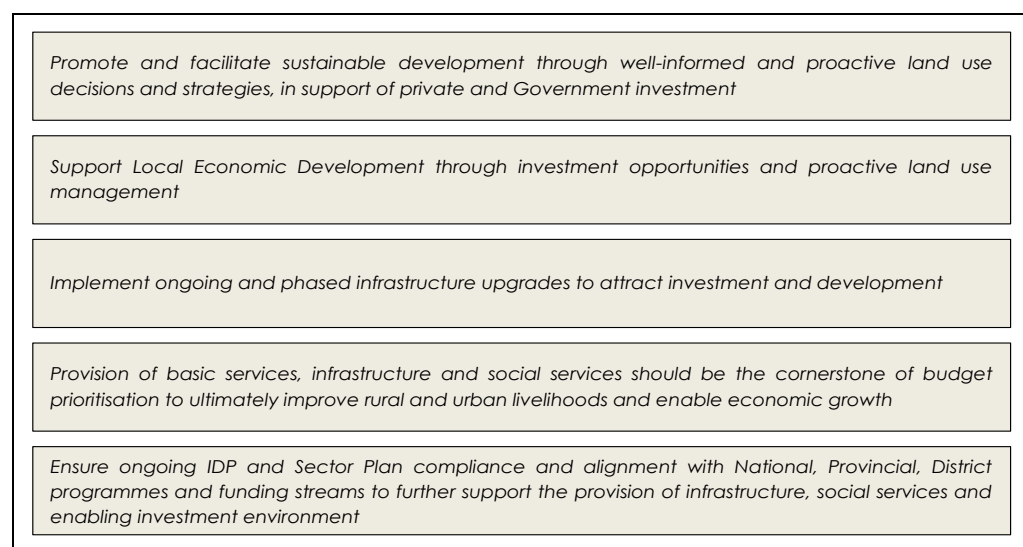 Promote and facilitate sustainable development through well-informed and proactive land use
decisions and strategies, in support of private and Government investment
Support Local Economic Development through investment opportunities and proactive land use
management
Implement ongoing and phased infrastructure upgrades to attract investment and development
Provision of basic services, infrastructure and social services should be the cornerstone of budget
prioritisation to ultimately improve rural and urban livelihoods and enable economic growth
Ensure ongoing IDP and Sector Plan compliance and alignment with National, Provincial, District
programmes and funding streams to further support the provision of infrastructure, social services and
enabling investment environment